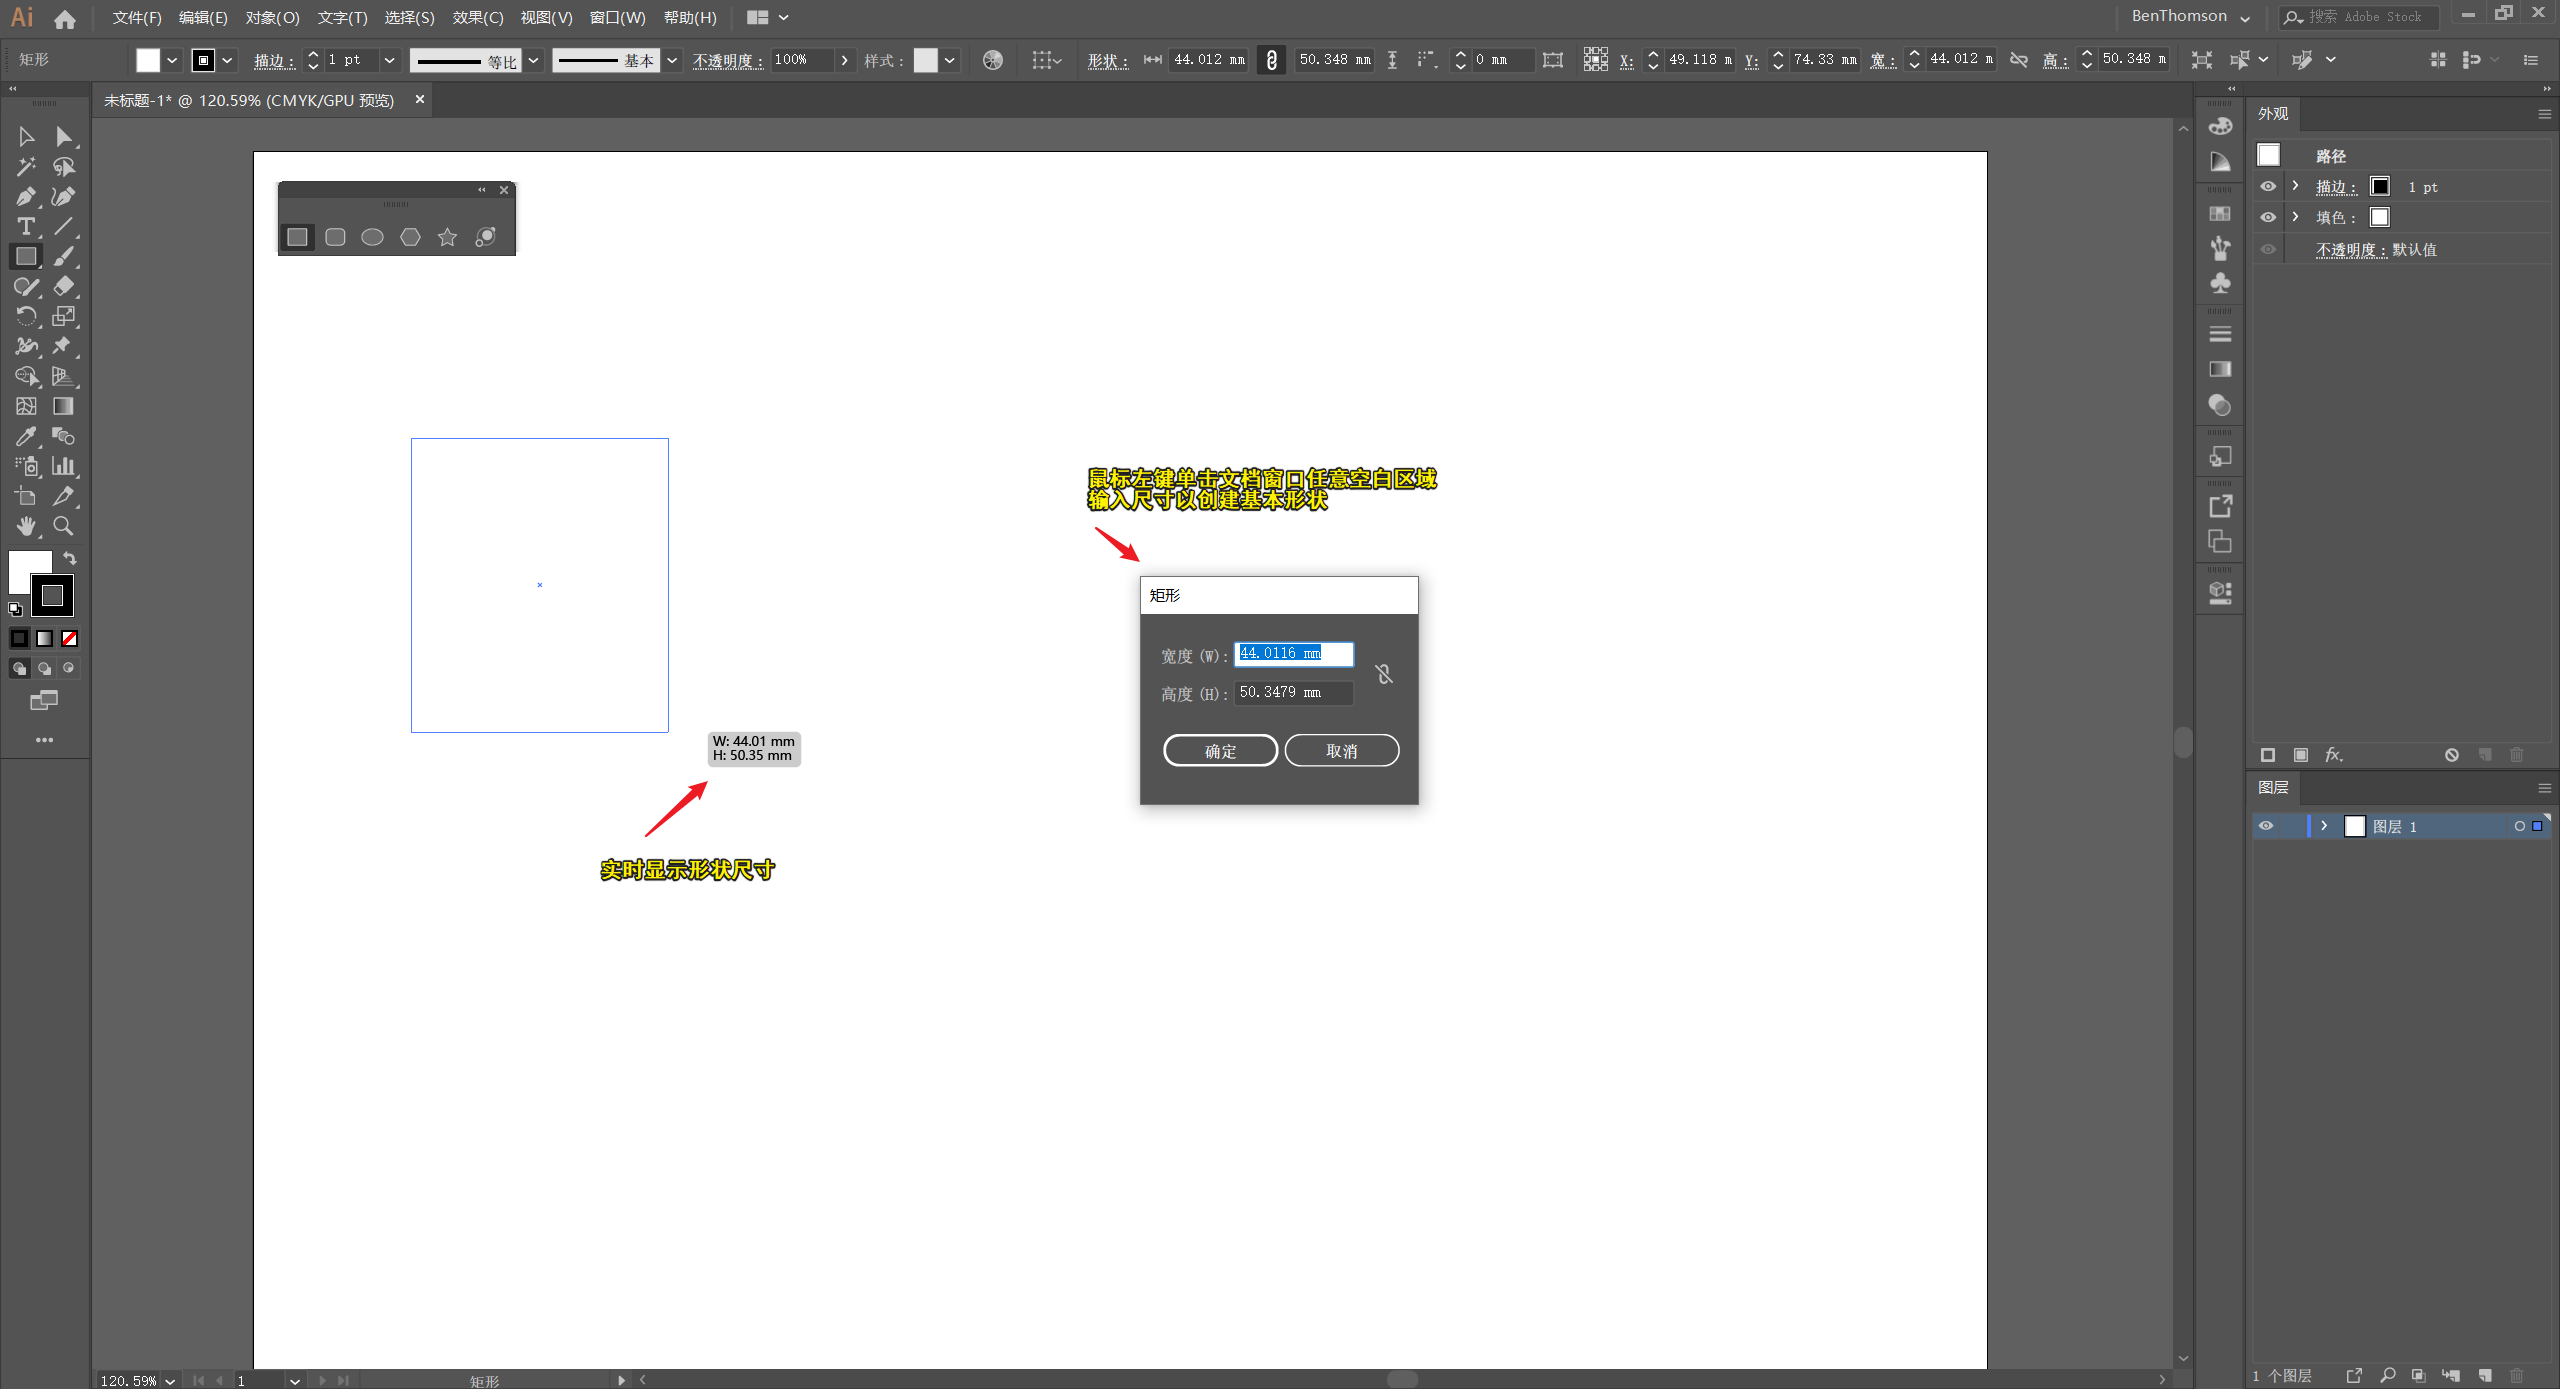 Ai 文件(F) 编辑(E) 对象(O) 文字(T) 选择(S) 效果(C) 视图(V) 窗口(W) 帮助(H) BenThomson 搜索 Adobe Stock
矩形 描边: 1 pt 等比 基本 不透明度: 100% 样式: 形状: 44.012 mm 50.348 mm 0 mm X: 49.118 m Y: 74.33 mm 宽: 44.012 m 高: 50.348 m
未标题-1* @ 120.59% (CMYK/GPU 预览)
外观
路径
描边: 1 pt
填色:
不透明度: 默认值
鼠标左键单击文档窗口任意空白区域
输入尺寸以创建基本形状
矩形
宽度 (W): 44.0116 mm
高度 (H): 50.3479 mm
确定 取消
W: 44.01 mm
H: 50.35 mm
实时显示形状尺寸
fx
图层
图层 1
120.59% 1 矩形
1 个图层